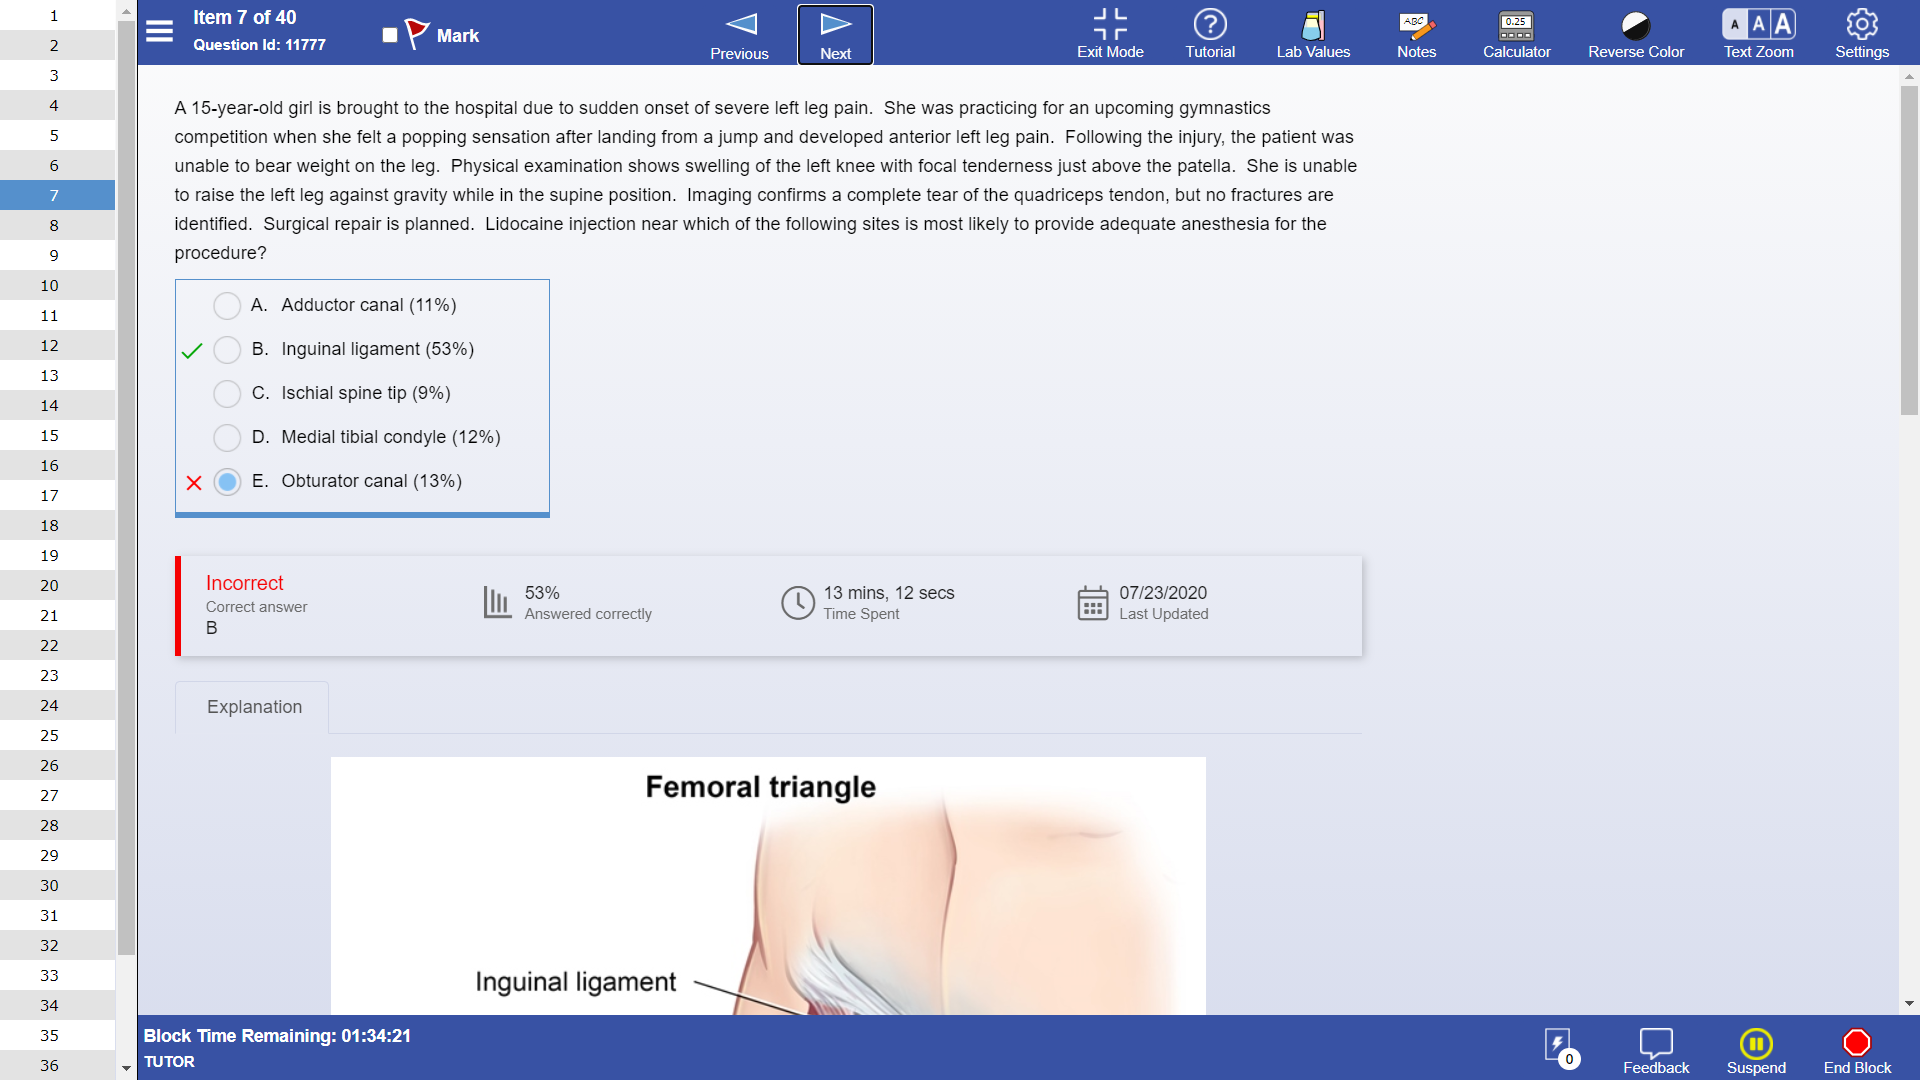 1
2
3
4
5
6
7
8
9
10
11
12
13
14
15
16
17
18
19
20
21
22
23
24
25
26
27
28
29
30
31
32
33
34
35
36
Item 7 of 40
Question Id: 11777
Mark
Previous
Next
Exit Mode
Tutorial
Lab Values
ABC
Notes
0.25
Calculator
Reverse Color
A A A
Text Zoom
Settings
A 15-year-old girl is brought to the hospital due to sudden onset of severe left leg pain. She was practicing for an upcoming gymnastics
competition when she felt a popping sensation after landing from a jump and developed anterior left leg pain. Following the injury, the patient was
unable to bear weight on the leg. Physical examination shows swelling of the left knee with focal tenderness just above the patella. She is unable
to raise the left leg against gravity while in the supine position. Imaging confirms a complete tear of the quadriceps tendon, but no fractures are
identified. Surgical repair is planned. Lidocaine injection near which of the following sites is most likely to provide adequate anesthesia for the
procedure?
A. Adductor canal (11%)
B. Inguinal ligament (53%)
C. Ischial spine tip (9%)
D. Medial tibial condyle (12%)
E. Obturator canal (13%)
Incorrect
Correct answer
B
53%
Answered correctly
13 mins, 12 secs
Time Spent
07/23/2020
Last Updated
Explanation
Femoral triangle
Inguinal ligament
Block Time Remaining: 01:34:21
TUTOR
0
Feedback
Suspend
End Block